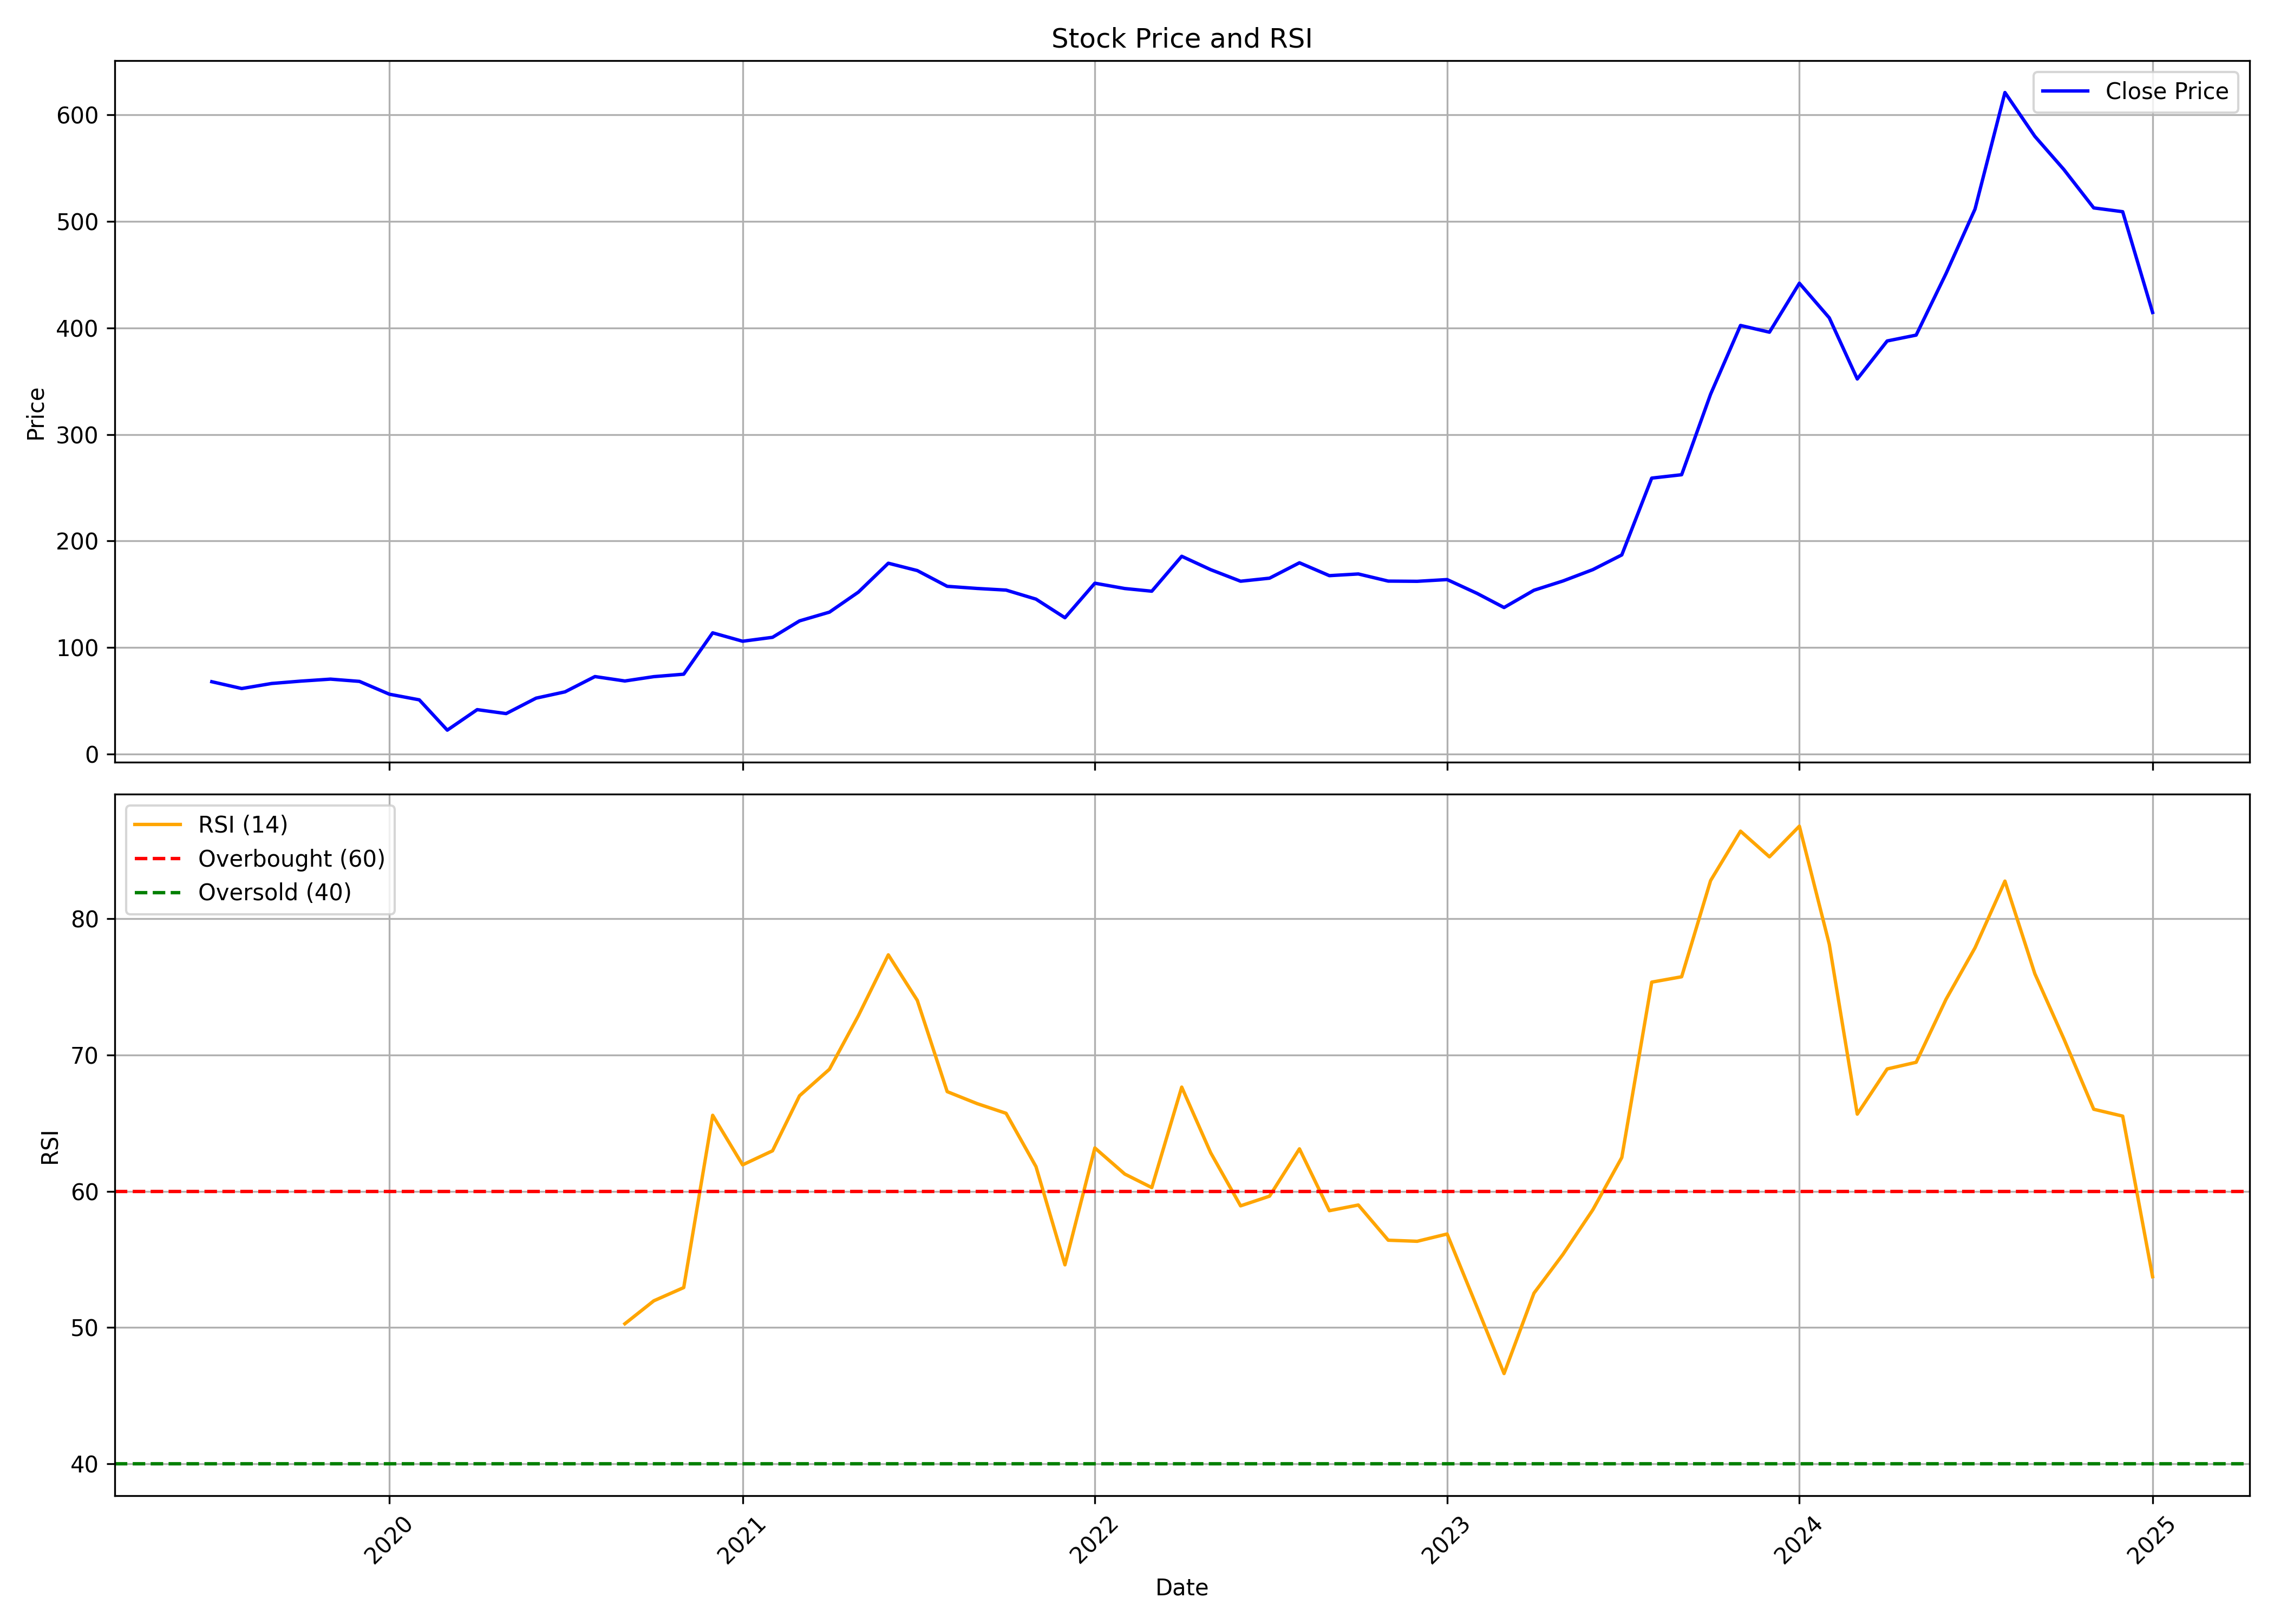 Stock Price and RSI
Close Price
Price
600
500
400
300
200
100
0
RSI (14)
Overbought (60)
Oversold (40)
RSI
80
70
60
50
40
2020
2021
2022
2023
2024
2025
Date